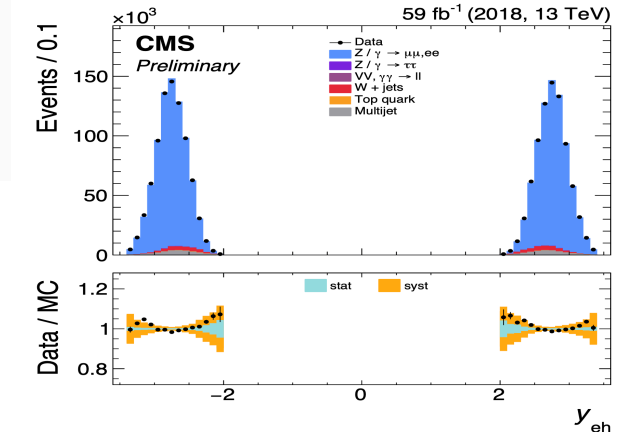 ×10³
59 fb⁻¹ (2018, 13 TeV)
CMS
Preliminary
Data
Z / γ → μμ,ee
Z / γ → ττ
VV, γγ → ll
W + jets
Top quark
Multijet
Events / 0.1
150
100
50
0
stat
syst
Data / MC
1.2
1
0.8
−2
0
2
y_eh